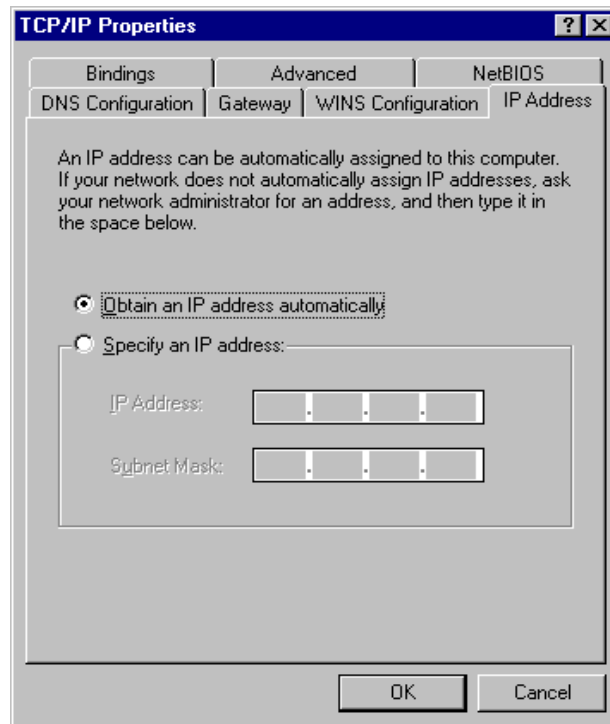 TCP/IP Properties
Bindings
Advanced
NetBIOS
DNS Configuration
Gateway
WINS Configuration
IP Address
An IP address can be automatically assigned to this computer.
If your network does not automatically assign IP addresses, ask
your network administrator for an address, and then type it in
the space below.
Obtain an IP address automatically
Specify an IP address:
IP Address:
Subnet Mask:
OK
Cancel